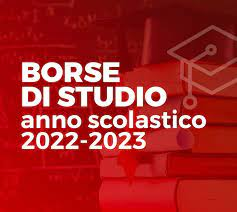 BORSE
DI STUDIO
anno scolastico
2022-2023